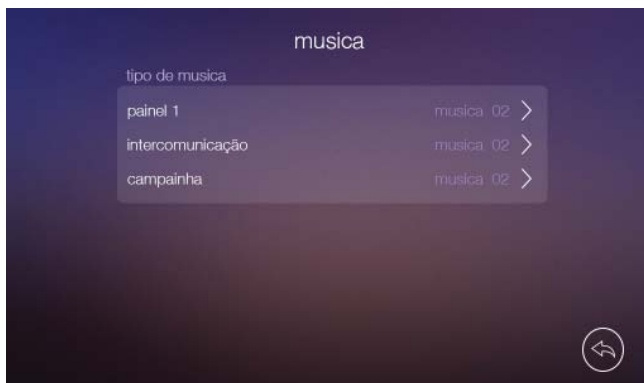 musica
tipo de musica
painel 1 musica 02
intercomunicação musica 02
campainha musica 02